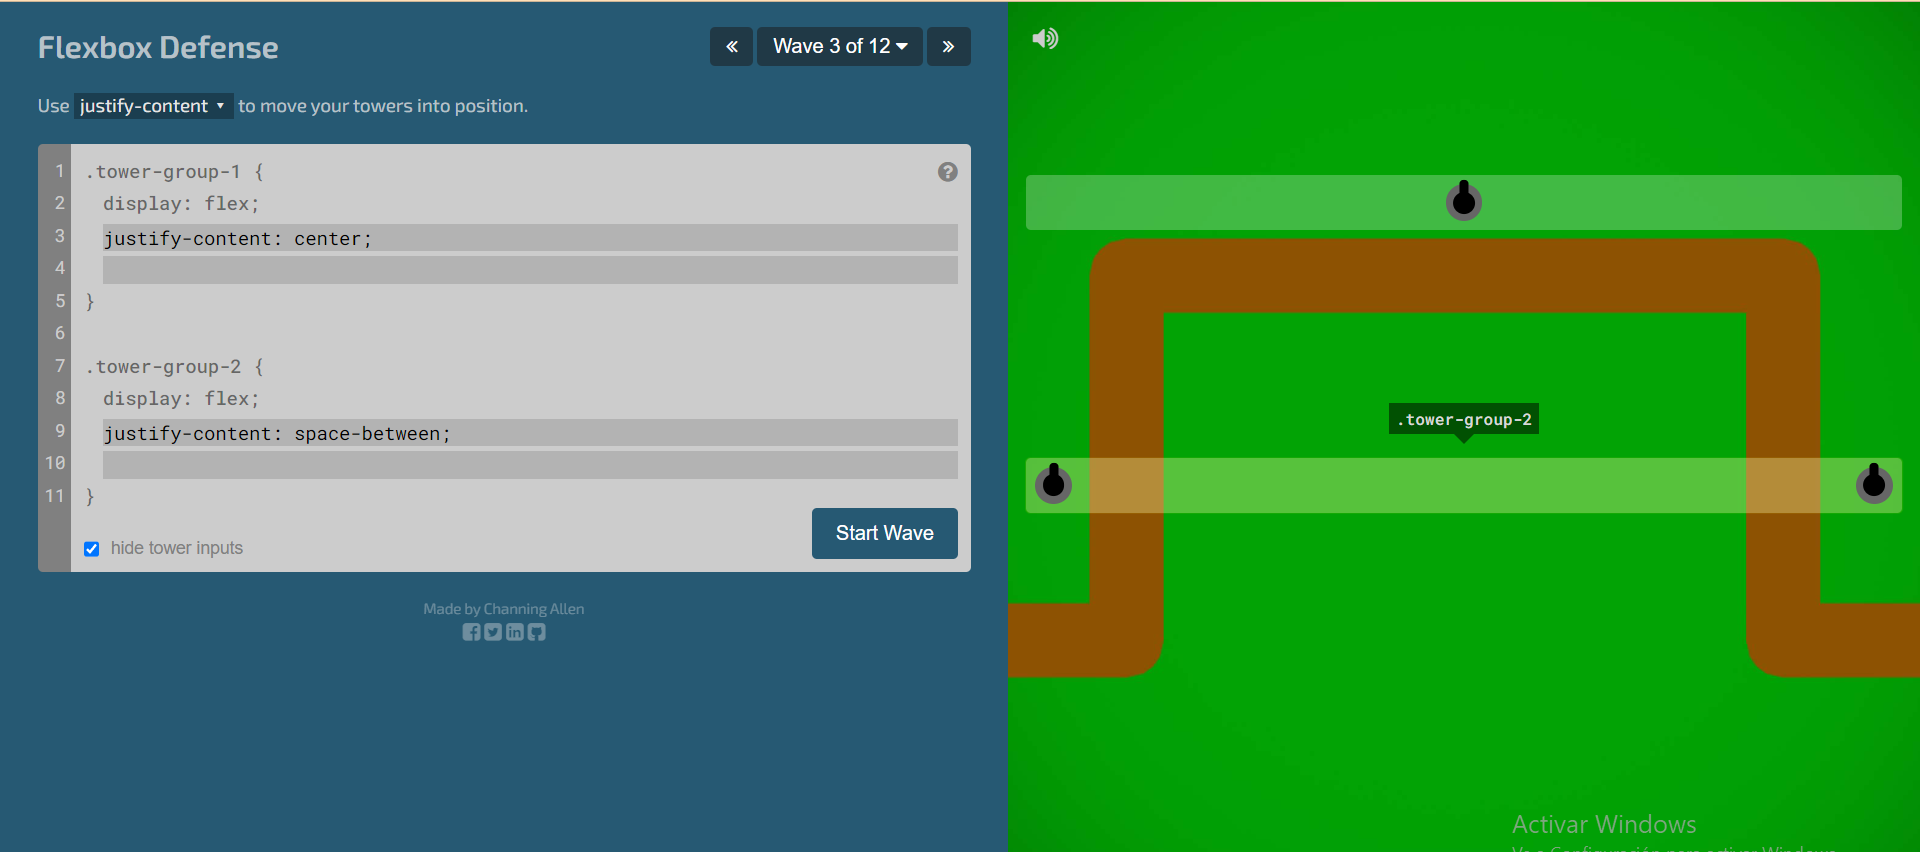 Flexbox Defense
« Wave 3 of 12 »
Use justify-content to move your towers into position.
1 .tower-group-1 {
2 display: flex;
3 justify-content: center;
4
5 }
6
7 .tower-group-2 {
8 display: flex;
9 justify-content: space-between;
10
11 }
hide tower inputs
Start Wave
Made by Channing Allen
.tower-group-2
Activar Windows